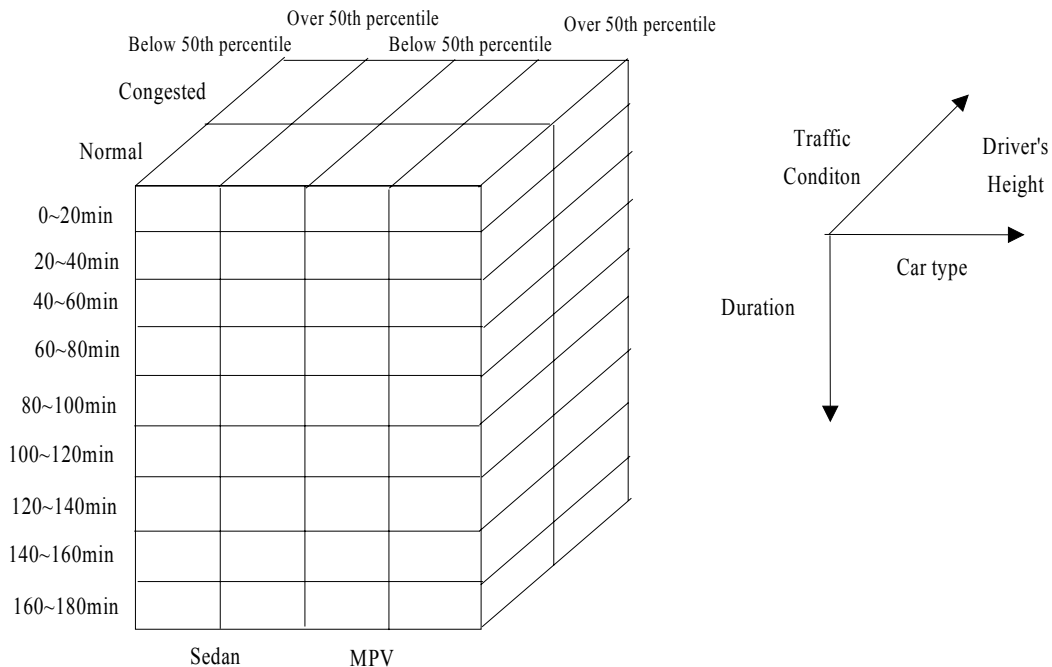 Over 50th percentile
Over 50th percentile
Below 50th percentile
Below 50th percentile
Congested
Normal
0~20min
20~40min
40~60min
60~80min
80~100min
100~120min
120~140min
140~160min
160~180min
Sedan
MPV
Traffic
Conditon
Driver's
Height
Car type
Duration